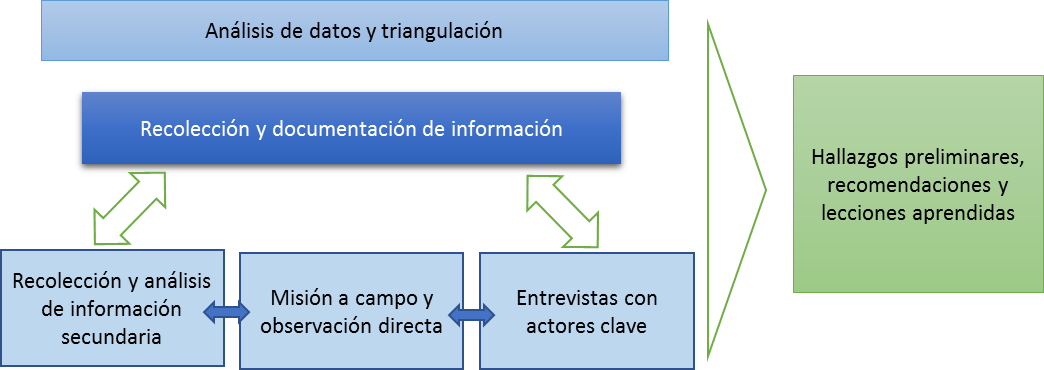 Análisis de datos y triangulación
Recolección y documentación de información
Recolección y análisis
de información
secundaria
Misión a campo y
observación directa
Entrevistas con
actores clave
Hallazgos preliminares,
recomendaciones y
lecciones aprendidas